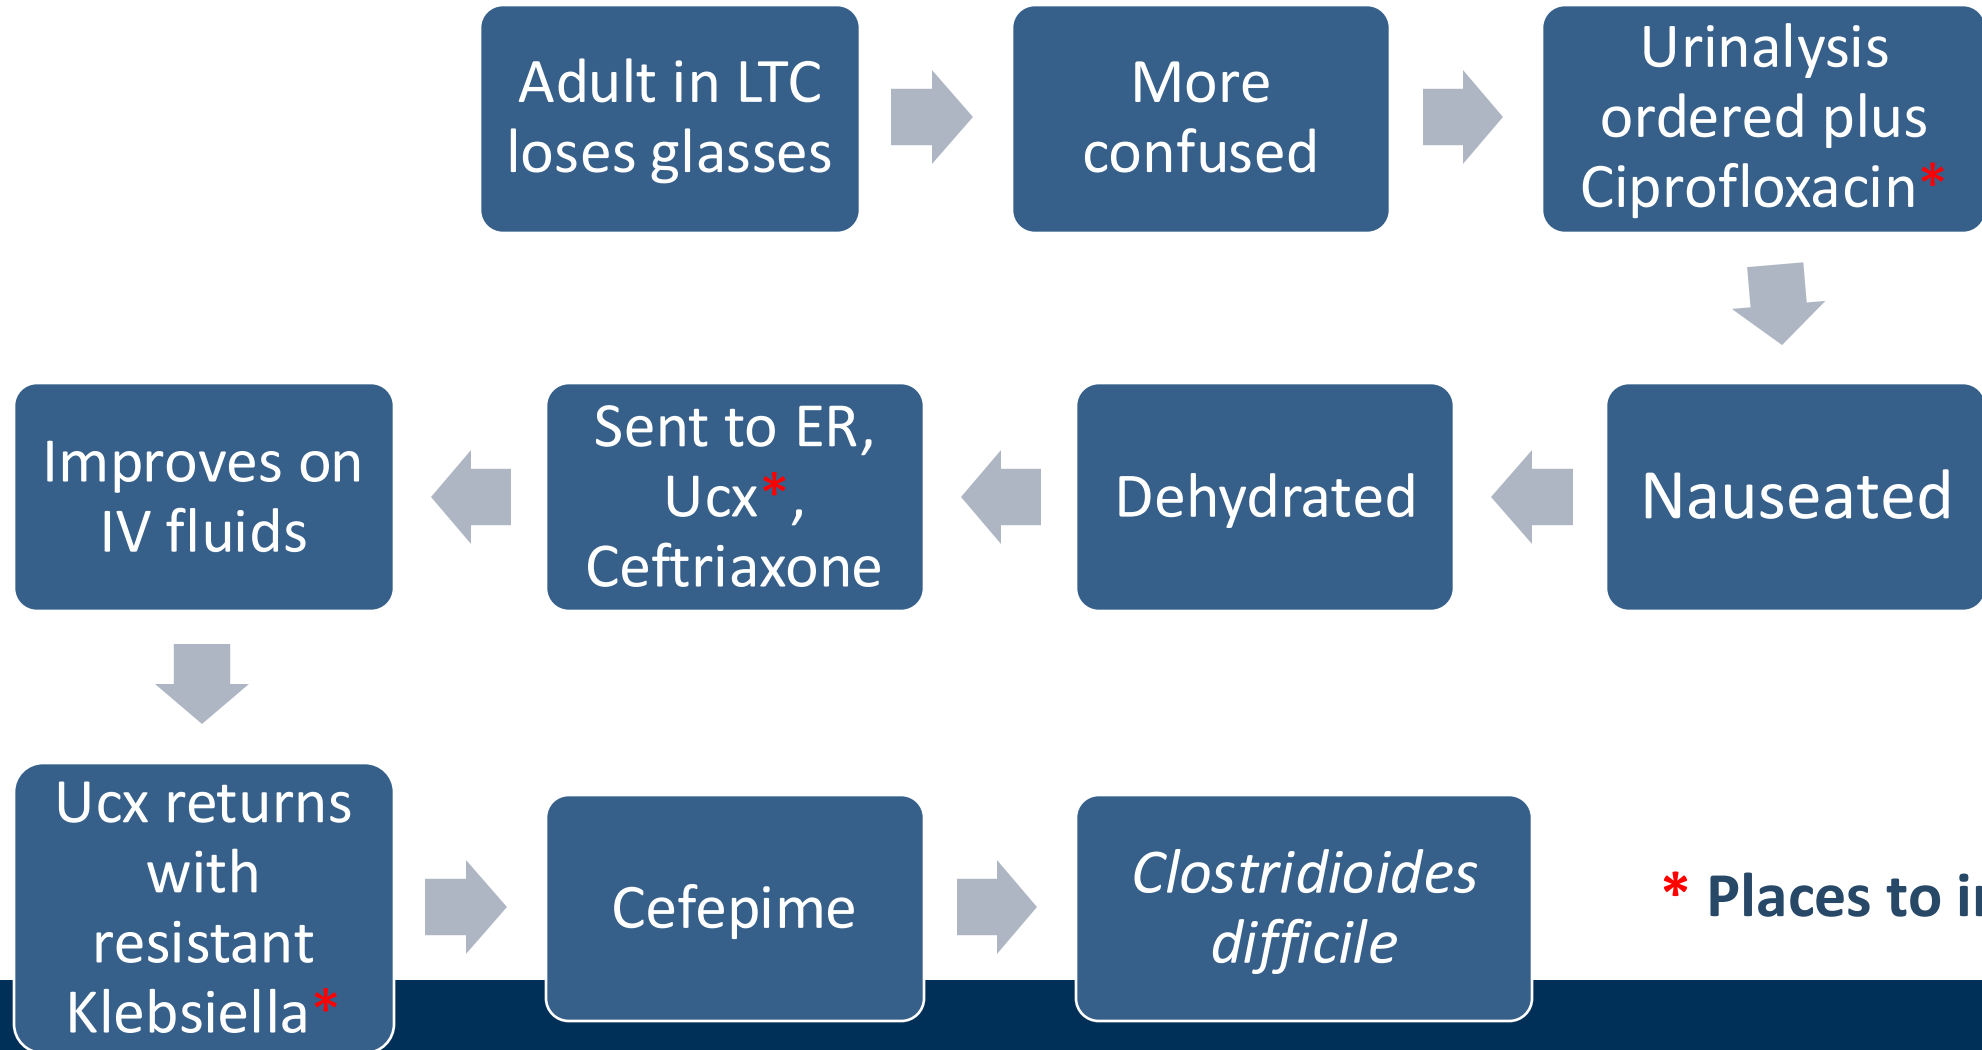 Adult in LTC
loses glasses
More
confused
Urinalysis
ordered plus
Ciprofloxacin*
Nauseated
Dehydrated
Sent to ER,
Ucx*,
Ceftriaxone
Improves on
IV fluids
Ucx returns
with
resistant
Klebsiella*
Cefepime
Clostridioides
difficile
* Places to